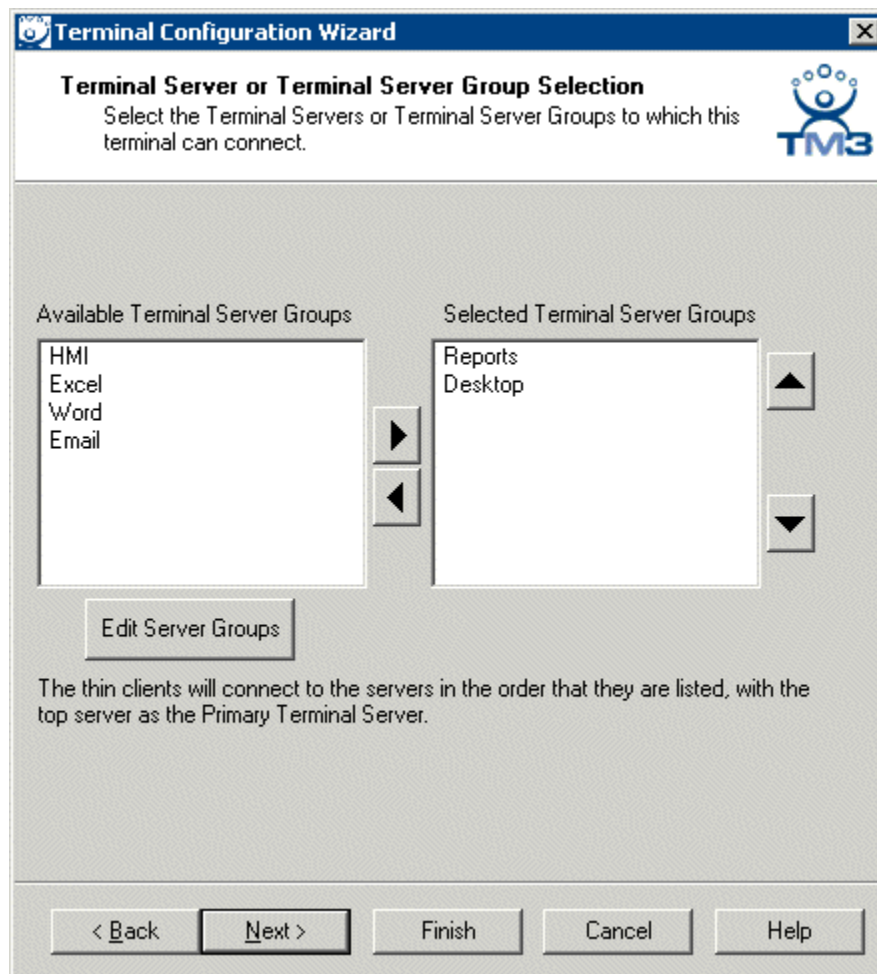 Terminal Configuration Wizard
Terminal Server or Terminal Server Group Selection
Select the Terminal Servers or Terminal Server Groups to which this
terminal can connect.
TM3
Available Terminal Server Groups
Selected Terminal Server Groups
HMI
Excel
Word
Email
Reports
Desktop
Edit Server Groups
The thin clients will connect to the servers in the order that they are listed, with the
top server as the Primary Terminal Server.
< Back
Next >
Finish
Cancel
Help